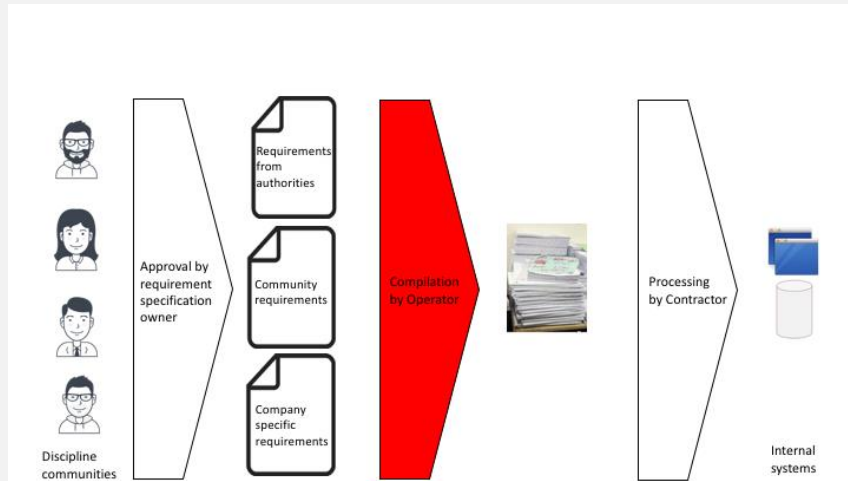 Requirements
from
authorities
Approval by
requirement
specification
owner
Community
requirements
Company
specific
requirements
Compilation
by Operator
Processing
by Contractor
Discipline
communities
Internal
systems